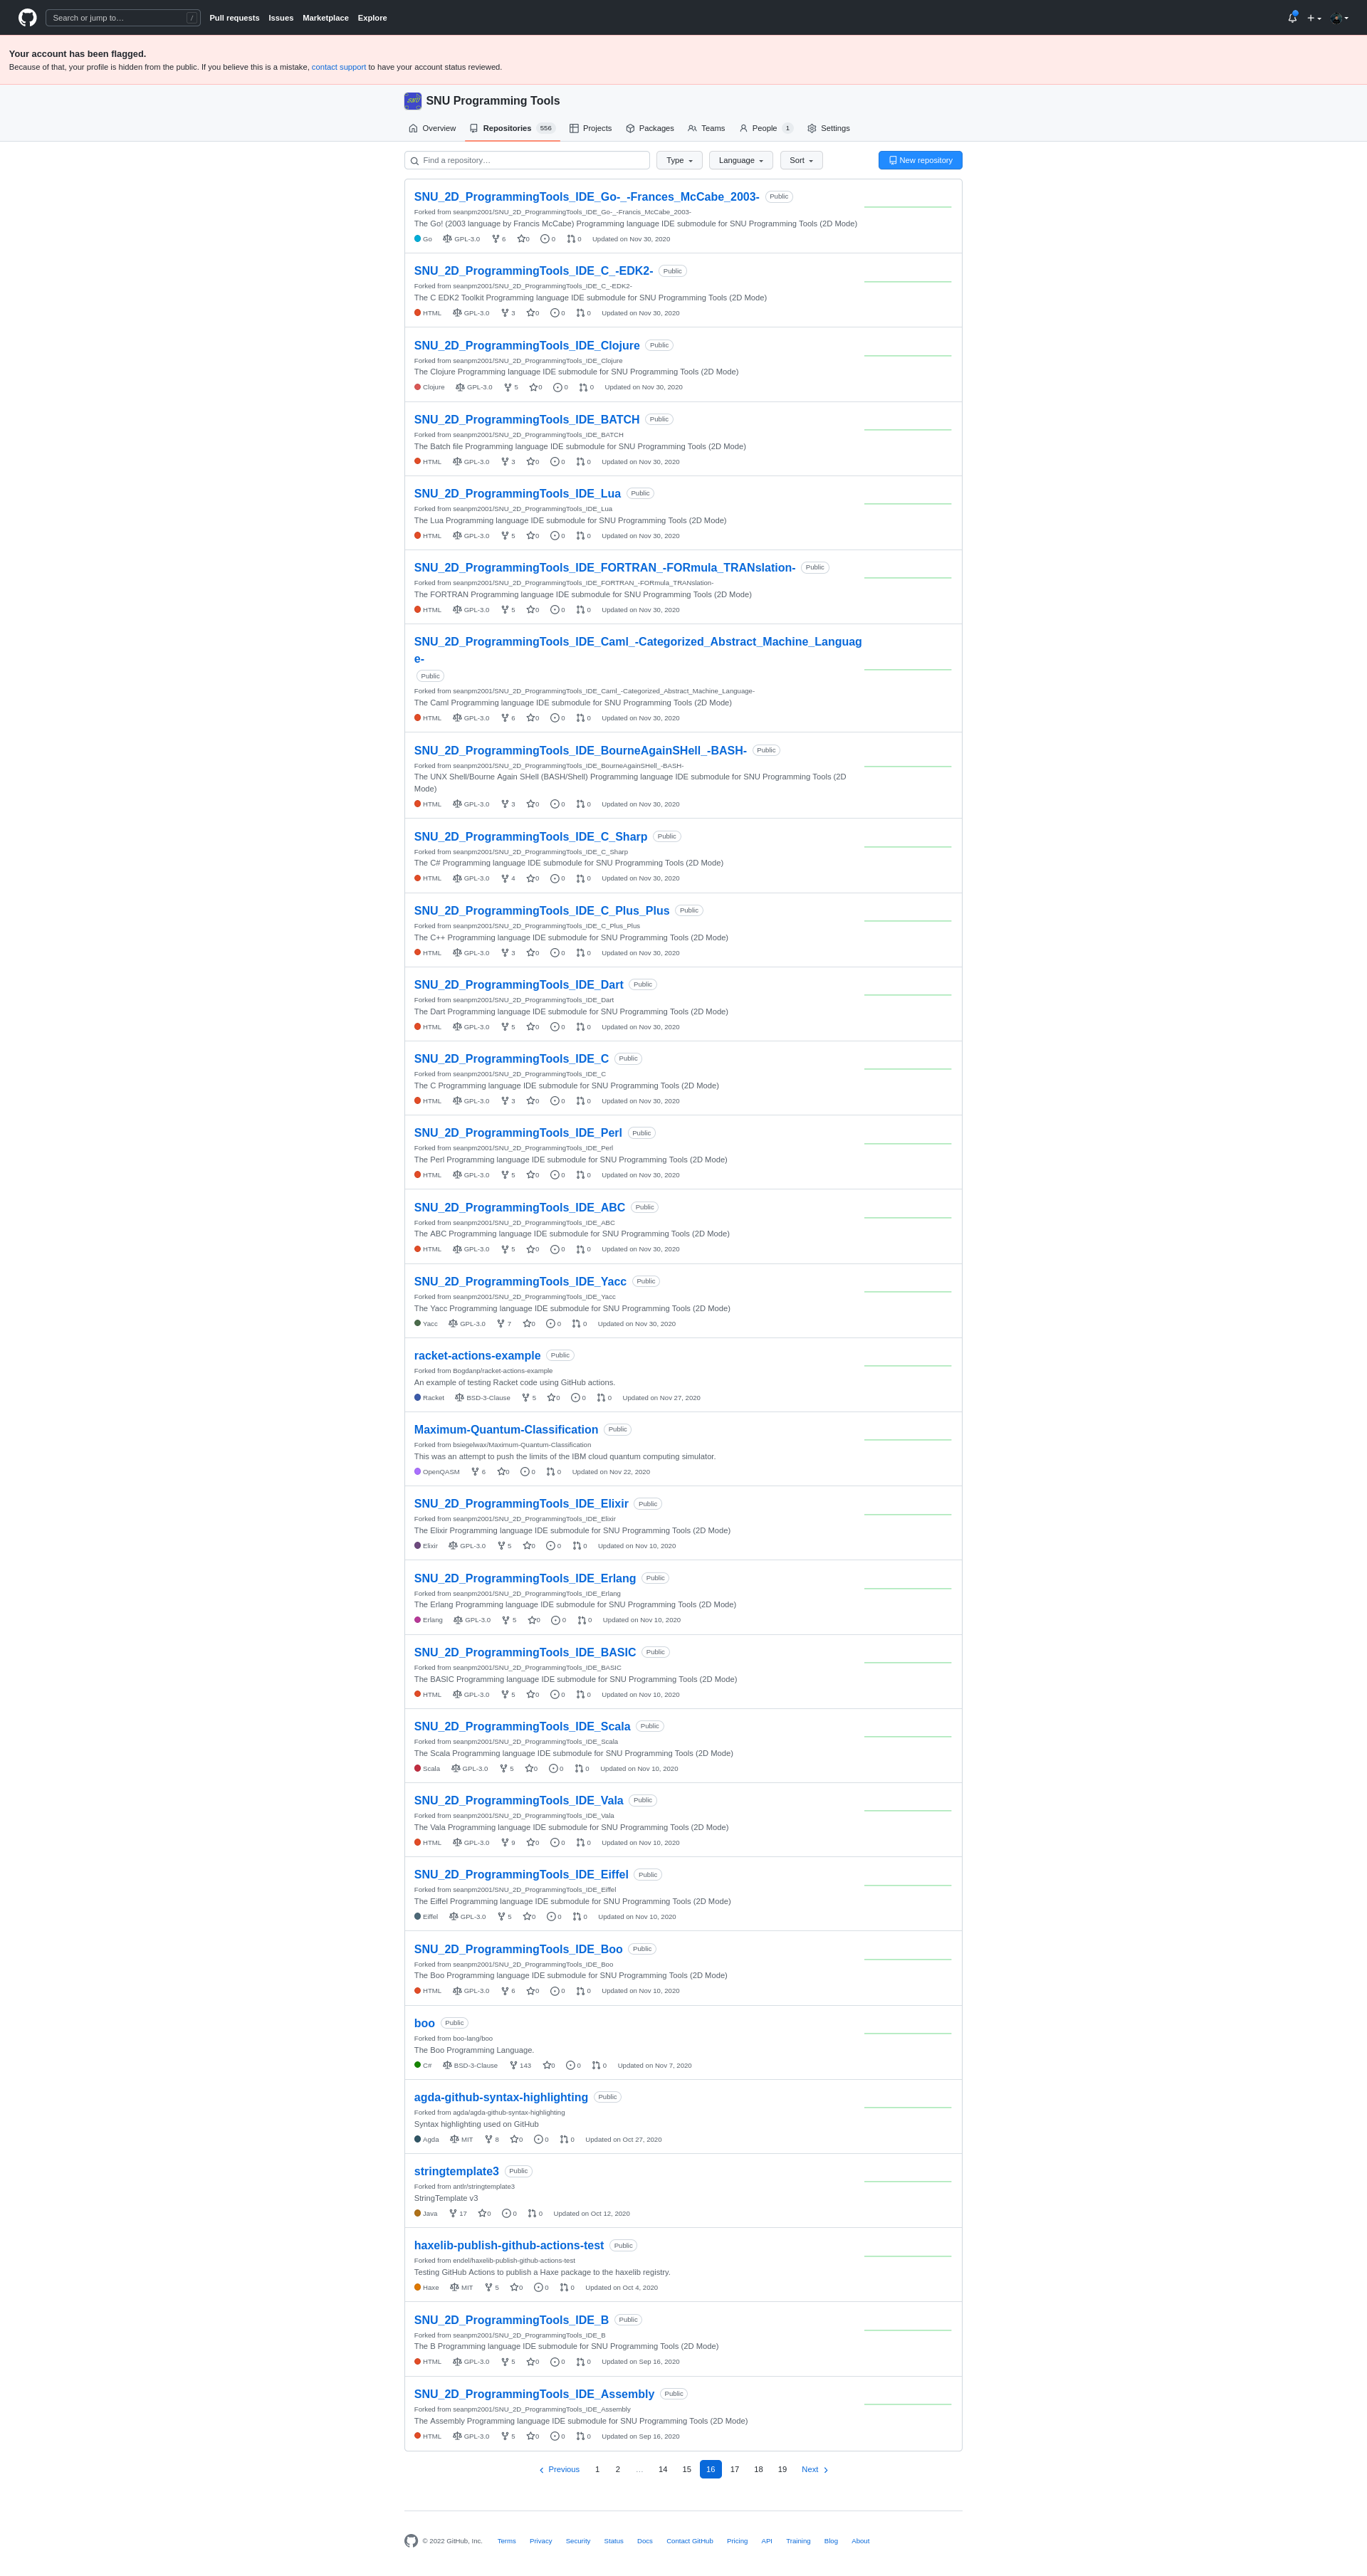 Search or jump to… /
Pull requests Issues Marketplace Explore
Your account has been flagged.
Because of that, your profile is hidden from the public. If you believe this is a mistake, contact support to have your account status reviewed.
SNU Programming Tools
Overview Repositories 556 Projects Packages Teams People 1 Settings
Find a repository… Type Language Sort New repository
SNU_2D_ProgrammingTools_IDE_Go-_-Frances_McCabe_2003- Public
Forked from seanpm2001/SNU_2D_ProgrammingTools_IDE_Go-_-Francis_McCabe_2003-
The Go! (2003 language by Francis McCabe) Programming language IDE submodule for SNU Programming Tools (2D Mode)
Go GPL-3.0 6 0 0 0 Updated on Nov 30, 2020
SNU_2D_ProgrammingTools_IDE_C_-EDK2- Public
Forked from seanpm2001/SNU_2D_ProgrammingTools_IDE_C_-EDK2-
The C EDK2 Toolkit Programming language IDE submodule for SNU Programming Tools (2D Mode)
HTML GPL-3.0 3 0 0 0 Updated on Nov 30, 2020
SNU_2D_ProgrammingTools_IDE_Clojure Public
Forked from seanpm2001/SNU_2D_ProgrammingTools_IDE_Clojure
The Clojure Programming language IDE submodule for SNU Programming Tools (2D Mode)
Clojure GPL-3.0 5 0 0 0 Updated on Nov 30, 2020
SNU_2D_ProgrammingTools_IDE_BATCH Public
Forked from seanpm2001/SNU_2D_ProgrammingTools_IDE_BATCH
The Batch file Programming language IDE submodule for SNU Programming Tools (2D Mode)
HTML GPL-3.0 3 0 0 0 Updated on Nov 30, 2020
SNU_2D_ProgrammingTools_IDE_Lua Public
Forked from seanpm2001/SNU_2D_ProgrammingTools_IDE_Lua
The Lua Programming language IDE submodule for SNU Programming Tools (2D Mode)
HTML GPL-3.0 5 0 0 0 Updated on Nov 30, 2020
SNU_2D_ProgrammingTools_IDE_FORTRAN_-FORmula_TRANslation- Public
Forked from seanpm2001/SNU_2D_ProgrammingTools_IDE_FORTRAN_-FORmula_TRANslation-
The FORTRAN Programming language IDE submodule for SNU Programming Tools (2D Mode)
HTML GPL-3.0 5 0 0 0 Updated on Nov 30, 2020
SNU_2D_ProgrammingTools_IDE_Caml_-Categorized_Abstract_Machine_Languag
e-
Public
Forked from seanpm2001/SNU_2D_ProgrammingTools_IDE_Caml_-Categorized_Abstract_Machine_Language-
The Caml Programming language IDE submodule for SNU Programming Tools (2D Mode)
HTML GPL-3.0 6 0 0 0 Updated on Nov 30, 2020
SNU_2D_ProgrammingTools_IDE_BourneAgainSHell_-BASH- Public
Forked from seanpm2001/SNU_2D_ProgrammingTools_IDE_BourneAgainSHell_-BASH-
The UNX Shell/Bourne Again SHell (BASH/Shell) Programming language IDE submodule for SNU Programming Tools (2D
Mode)
HTML GPL-3.0 3 0 0 0 Updated on Nov 30, 2020
SNU_2D_ProgrammingTools_IDE_C_Sharp Public
Forked from seanpm2001/SNU_2D_ProgrammingTools_IDE_C_Sharp
The C# Programming language IDE submodule for SNU Programming Tools (2D Mode)
HTML GPL-3.0 4 0 0 0 Updated on Nov 30, 2020
SNU_2D_ProgrammingTools_IDE_C_Plus_Plus Public
Forked from seanpm2001/SNU_2D_ProgrammingTools_IDE_C_Plus_Plus
The C++ Programming language IDE submodule for SNU Programming Tools (2D Mode)
HTML GPL-3.0 3 0 0 0 Updated on Nov 30, 2020
SNU_2D_ProgrammingTools_IDE_Dart Public
Forked from seanpm2001/SNU_2D_ProgrammingTools_IDE_Dart
The Dart Programming language IDE submodule for SNU Programming Tools (2D Mode)
HTML GPL-3.0 5 0 0 0 Updated on Nov 30, 2020
SNU_2D_ProgrammingTools_IDE_C Public
Forked from seanpm2001/SNU_2D_ProgrammingTools_IDE_C
The C Programming language IDE submodule for SNU Programming Tools (2D Mode)
HTML GPL-3.0 3 0 0 0 Updated on Nov 30, 2020
SNU_2D_ProgrammingTools_IDE_Perl Public
Forked from seanpm2001/SNU_2D_ProgrammingTools_IDE_Perl
The Perl Programming language IDE submodule for SNU Programming Tools (2D Mode)
HTML GPL-3.0 5 0 0 0 Updated on Nov 30, 2020
SNU_2D_ProgrammingTools_IDE_ABC Public
Forked from seanpm2001/SNU_2D_ProgrammingTools_IDE_ABC
The ABC Programming language IDE submodule for SNU Programming Tools (2D Mode)
HTML GPL-3.0 5 0 0 0 Updated on Nov 30, 2020
SNU_2D_ProgrammingTools_IDE_Yacc Public
Forked from seanpm2001/SNU_2D_ProgrammingTools_IDE_Yacc
The Yacc Programming language IDE submodule for SNU Programming Tools (2D Mode)
Yacc GPL-3.0 7 0 0 0 Updated on Nov 30, 2020
racket-actions-example Public
Forked from Bogdanp/racket-actions-example
An example of testing Racket code using GitHub actions.
Racket BSD-3-Clause 5 0 0 0 Updated on Nov 27, 2020
Maximum-Quantum-Classification Public
Forked from bsiegelwax/Maximum-Quantum-Classification
This was an attempt to push the limits of the IBM cloud quantum computing simulator.
OpenQASM 6 0 0 0 Updated on Nov 22, 2020
SNU_2D_ProgrammingTools_IDE_Elixir Public
Forked from seanpm2001/SNU_2D_ProgrammingTools_IDE_Elixir
The Elixir Programming language IDE submodule for SNU Programming Tools (2D Mode)
Elixir GPL-3.0 5 0 0 0 Updated on Nov 10, 2020
SNU_2D_ProgrammingTools_IDE_Erlang Public
Forked from seanpm2001/SNU_2D_ProgrammingTools_IDE_Erlang
The Erlang Programming language IDE submodule for SNU Programming Tools (2D Mode)
Erlang GPL-3.0 5 0 0 0 Updated on Nov 10, 2020
SNU_2D_ProgrammingTools_IDE_BASIC Public
Forked from seanpm2001/SNU_2D_ProgrammingTools_IDE_BASIC
The BASIC Programming language IDE submodule for SNU Programming Tools (2D Mode)
HTML GPL-3.0 5 0 0 0 Updated on Nov 10, 2020
SNU_2D_ProgrammingTools_IDE_Scala Public
Forked from seanpm2001/SNU_2D_ProgrammingTools_IDE_Scala
The Scala Programming language IDE submodule for SNU Programming Tools (2D Mode)
Scala GPL-3.0 5 0 0 0 Updated on Nov 10, 2020
SNU_2D_ProgrammingTools_IDE_Vala Public
Forked from seanpm2001/SNU_2D_ProgrammingTools_IDE_Vala
The Vala Programming language IDE submodule for SNU Programming Tools (2D Mode)
HTML GPL-3.0 9 0 0 0 Updated on Nov 10, 2020
SNU_2D_ProgrammingTools_IDE_Eiffel Public
Forked from seanpm2001/SNU_2D_ProgrammingTools_IDE_Eiffel
The Eiffel Programming language IDE submodule for SNU Programming Tools (2D Mode)
Eiffel GPL-3.0 5 0 0 0 Updated on Nov 10, 2020
SNU_2D_ProgrammingTools_IDE_Boo Public
Forked from seanpm2001/SNU_2D_ProgrammingTools_IDE_Boo
The Boo Programming language IDE submodule for SNU Programming Tools (2D Mode)
HTML GPL-3.0 6 0 0 0 Updated on Nov 10, 2020
boo Public
Forked from boo-lang/boo
The Boo Programming Language.
C# BSD-3-Clause 143 0 0 0 Updated on Nov 7, 2020
agda-github-syntax-highlighting Public
Forked from agda/agda-github-syntax-highlighting
Syntax highlighting used on GitHub
Agda MIT 8 0 0 0 Updated on Oct 27, 2020
stringtemplate3 Public
Forked from antlr/stringtemplate3
StringTemplate v3
Java 17 0 0 0 Updated on Oct 12, 2020
haxelib-publish-github-actions-test Public
Forked from endel/haxelib-publish-github-actions-test
Testing GitHub Actions to publish a Haxe package to the haxelib registry.
Haxe MIT 5 0 0 0 Updated on Oct 4, 2020
SNU_2D_ProgrammingTools_IDE_B Public
Forked from seanpm2001/SNU_2D_ProgrammingTools_IDE_B
The B Programming language IDE submodule for SNU Programming Tools (2D Mode)
HTML GPL-3.0 5 0 0 0 Updated on Sep 16, 2020
SNU_2D_ProgrammingTools_IDE_Assembly Public
Forked from seanpm2001/SNU_2D_ProgrammingTools_IDE_Assembly
The Assembly Programming language IDE submodule for SNU Programming Tools (2D Mode)
HTML GPL-3.0 5 0 0 0 Updated on Sep 16, 2020
Previous 1 2 … 14 15 16 17 18 19 Next
© 2022 GitHub, Inc. Terms Privacy Security Status Docs Contact GitHub Pricing API Training Blog About